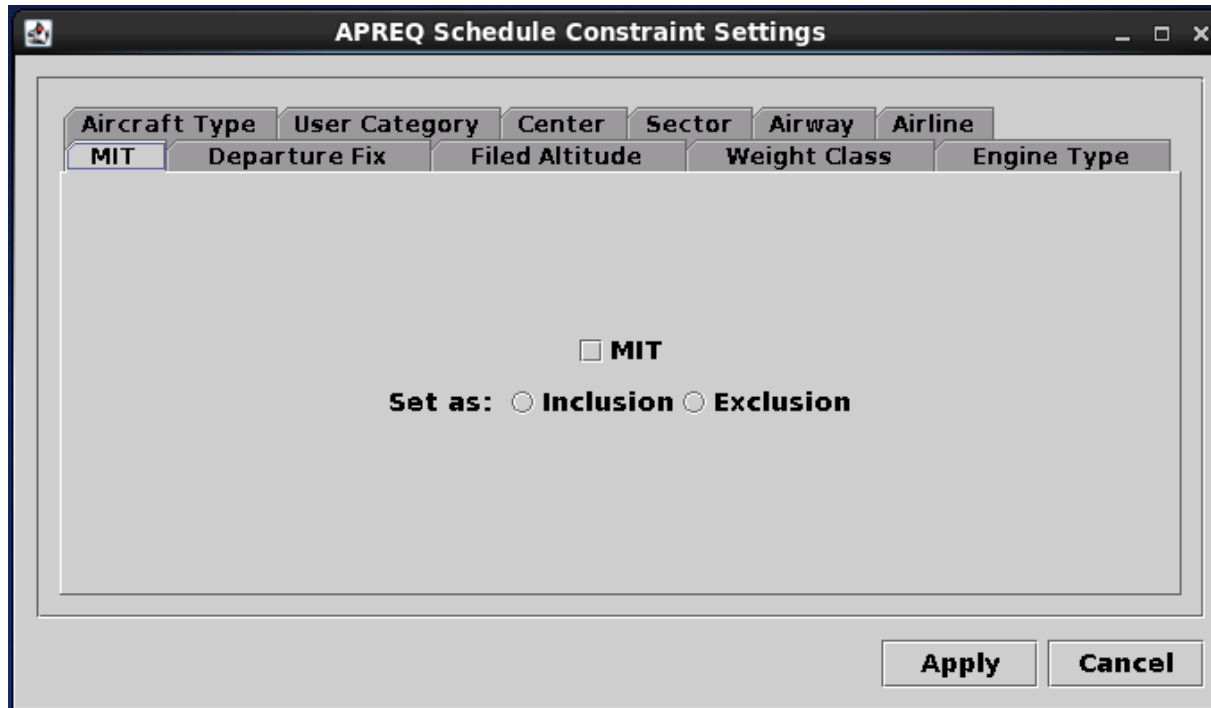 APREQ Schedule Constraint Settings
Aircraft Type User Category Center Sector Airway Airline
MIT Departure Fix Filed Altitude Weight Class Engine Type
MIT
Set as: Inclusion Exclusion
Apply Cancel